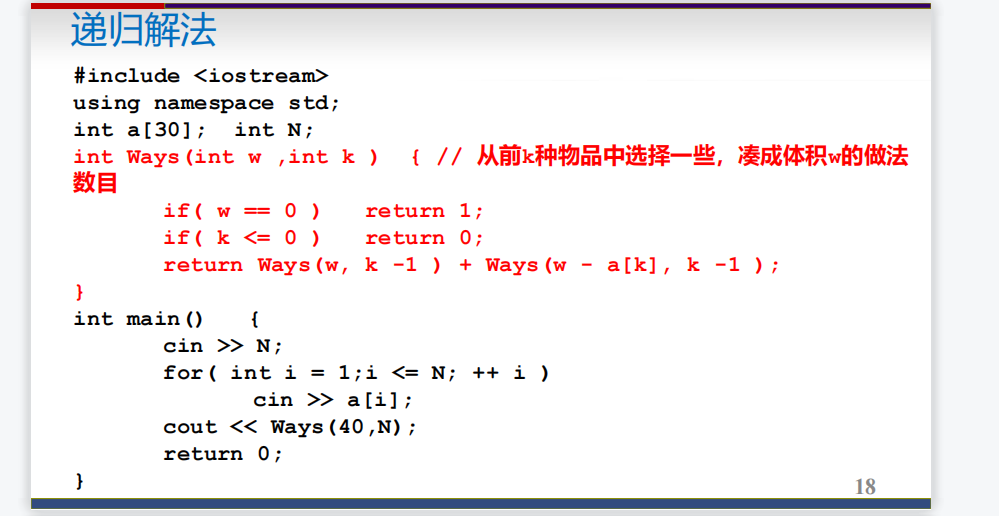 递归解法
#include <iostream>
using namespace std;
int a[30];  int N;
int Ways(int w ,int k )  { // 从前k种物品中选择一些，凑成体积w的做法
数目
if( w == 0 )   return 1;
if( k <= 0 )   return 0;
return Ways(w, k -1 ) + Ways(w - a[k], k -1 );
}
int main()   {
cin >> N;
for( int i = 1;i <= N; ++ i )
cin >> a[i];
cout << Ways(40,N);
return 0;
}
18